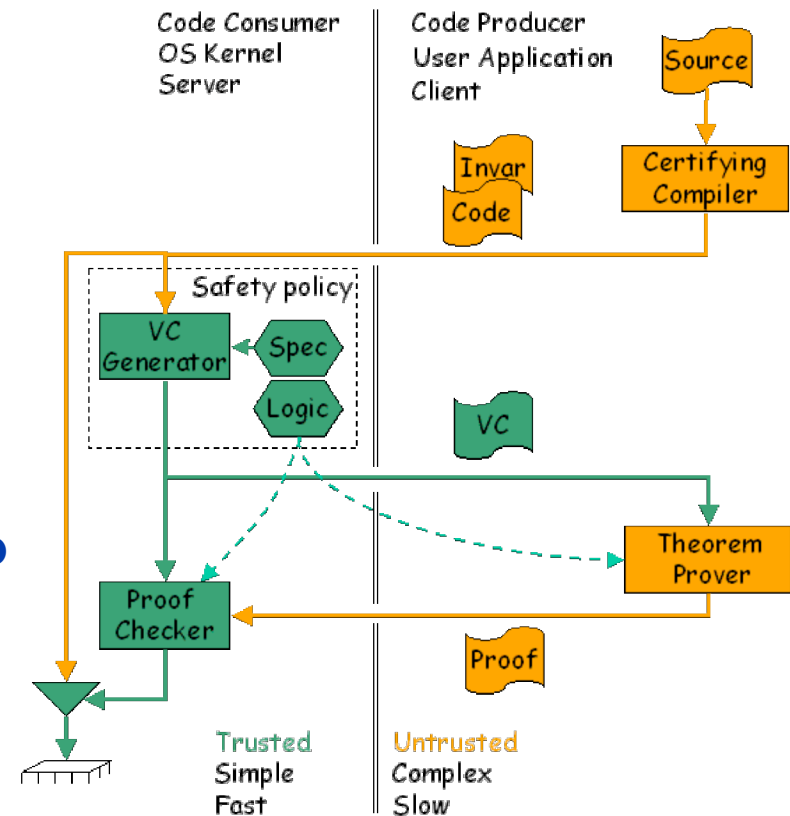 Code Consumer
OS Kernel
Server
Code Producer
User Application
Client
Source
Certifying
Compiler
Invar
Code
Safety policy
VC
Generator
Spec
Logic
VC
Theorem
Prover
Proof
Checker
Proof
Trusted
Simple
Fast
Untrusted
Complex
Slow